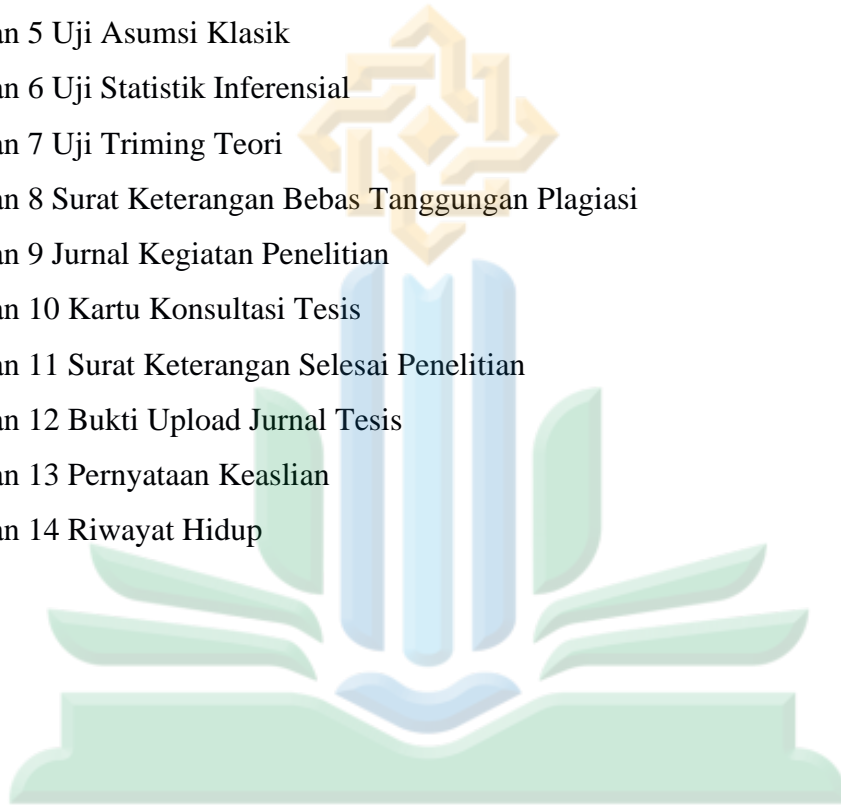 an 5 Uji Asumsi Klasik
an 6 Uji Statistik Inferensial
an 7 Uji Triming Teori
an 8 Surat Keterangan Bebas Tanggungan Plagiasi
an 9 Jurnal Kegiatan Penelitian
an 10 Kartu Konsultasi Tesis
an 11 Surat Keterangan Selesai Penelitian
an 12 Bukti Upload Jurnal Tesis
an 13 Pernyataan Keaslian
an 14 Riwayat Hidup